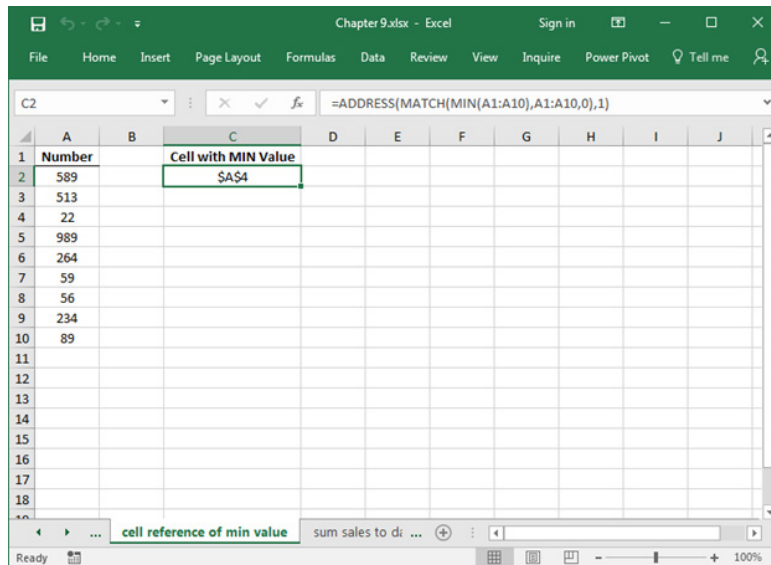 Chapter 9.xlsx - Excel
Sign in
File Home Insert Page Layout Formulas Data Review View Inquire Power Pivot Tell me
C2 fx =ADDRESS(MATCH(MIN(A1:A10),A1:A10,0),1)
A B C D E F G H I J
1 Number Cell with MIN Value
2 589 $A$4
3 513
4 22
5 989
6 264
7 59
8 56
9 234
10 89
11
12
13
14
15
16
17
18
... cell reference of min value sum sales to da ...
Ready 100%